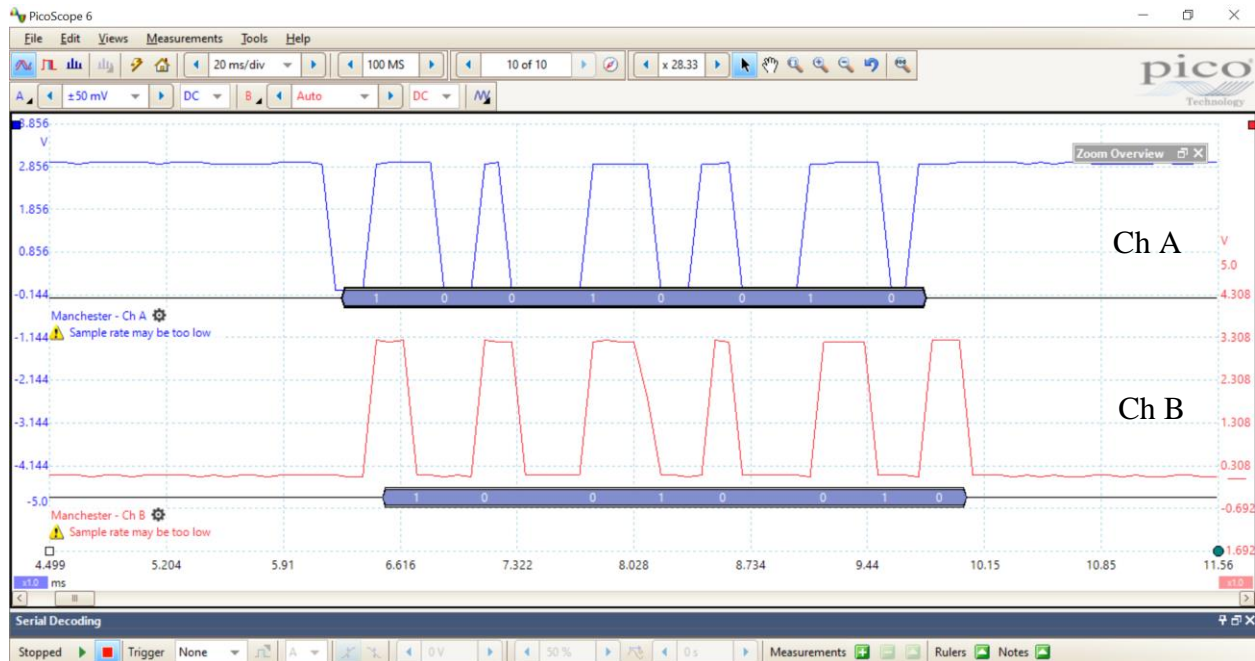 PicoScope 6
File Edit Views Measurements Tools Help
20 ms/div 100 MS 10 of 10 x 28.33
pico
Technology
A ±50 mV DC B Auto DC
3.856
V
2.856
Zoom Overview
1.856
0.856
Ch A
V
5.0
-0.144
4.308
1 0 0 1 0 0 1 0
Manchester - Ch A
Sample rate may be too low
-1.144
3.308
-2.144
2.308
-3.144
Ch B
1.308
-4.144
0.308
-5.0
1 0 0 1 0 0 1 0
Manchester - Ch B
-0.692
Sample rate may be too low
-1.692
4.499 5.204 5.91 6.616 7.322 8.028 8.734 9.44 10.15 10.85 11.56
x1.0 ms x1.0
Serial Decoding
Stopped Trigger None A 0 V 50 % 0 s Measurements Rulers Notes